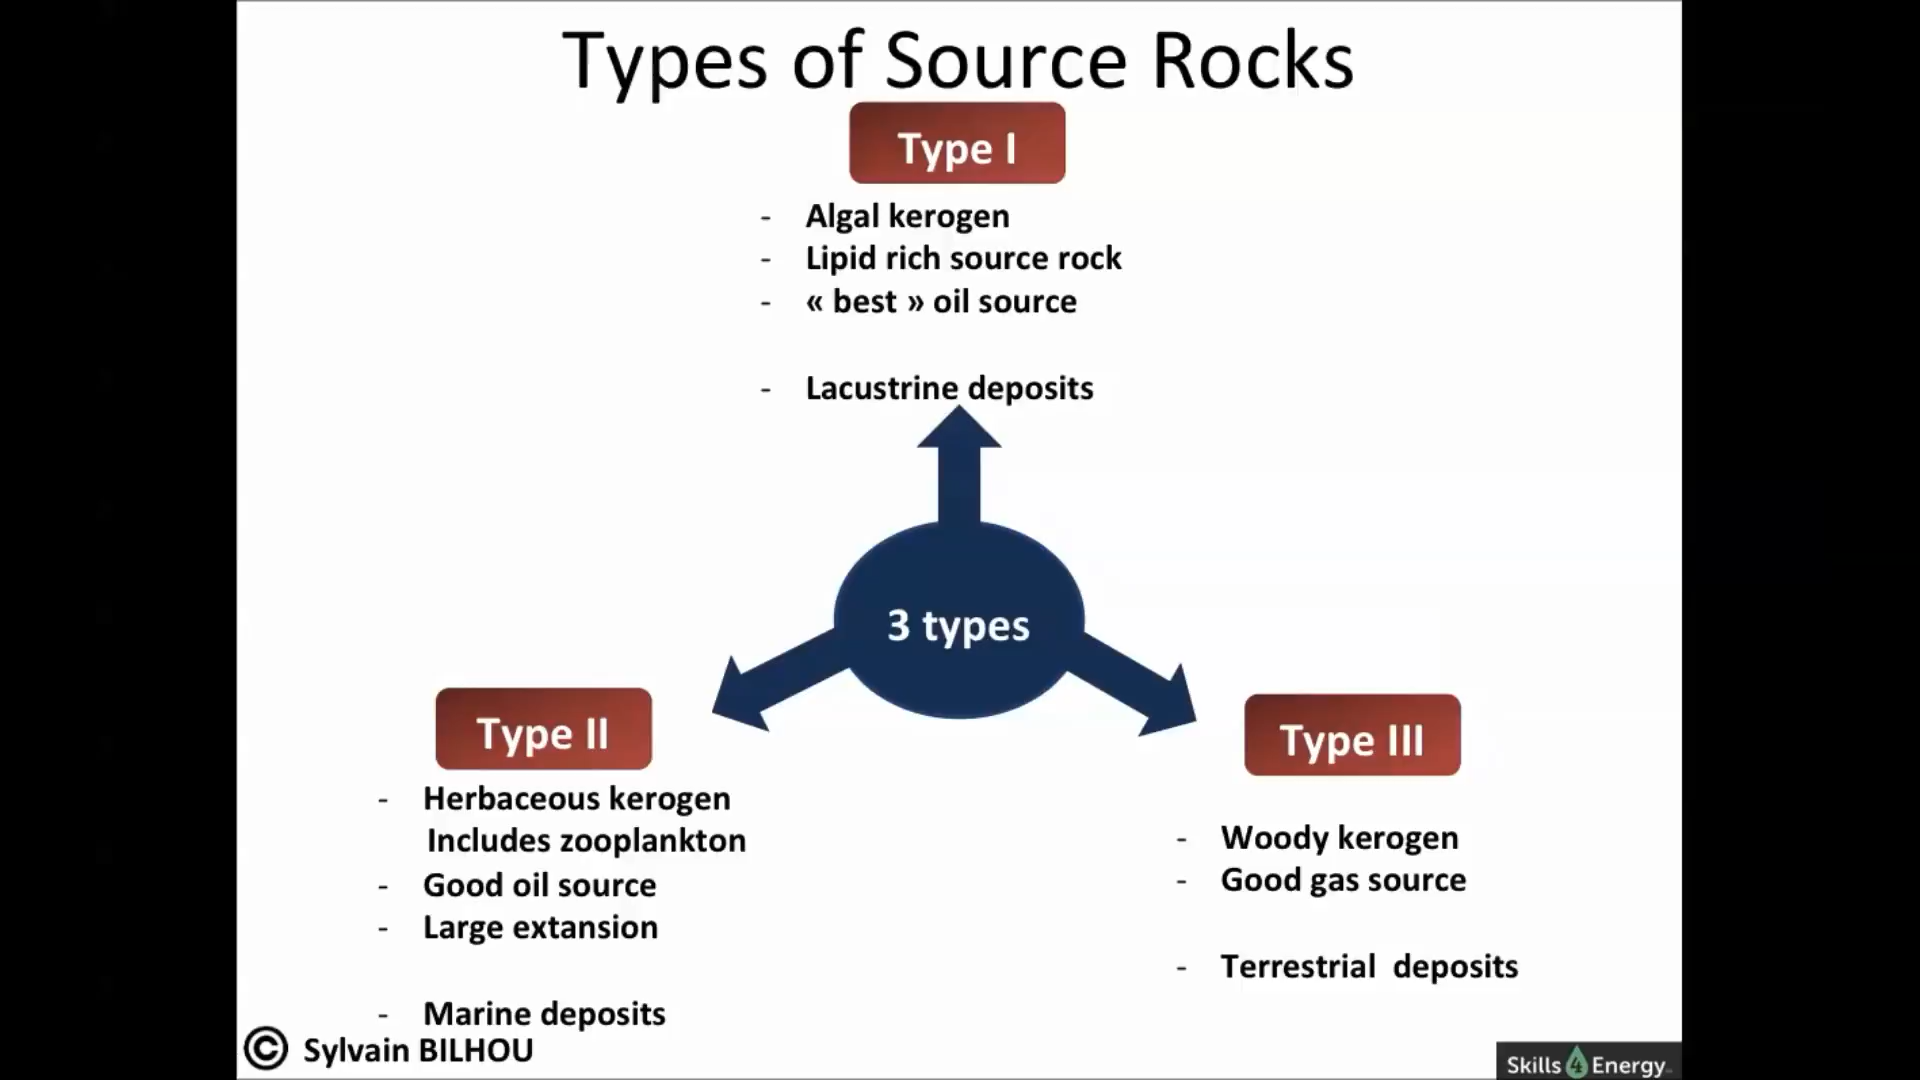 Types of Source Rocks
Type I
- Algal kerogen
- Lipid rich source rock
- « best » oil source
- Lacustrine deposits
3 types
Type II
- Herbaceous kerogen
Includes zooplankton
- Good oil source
- Large extansion
- Marine deposits
Type III
- Woody kerogen
- Good gas source
- Terrestrial deposits
© Sylvain BILHOU
Skills 4 Energy